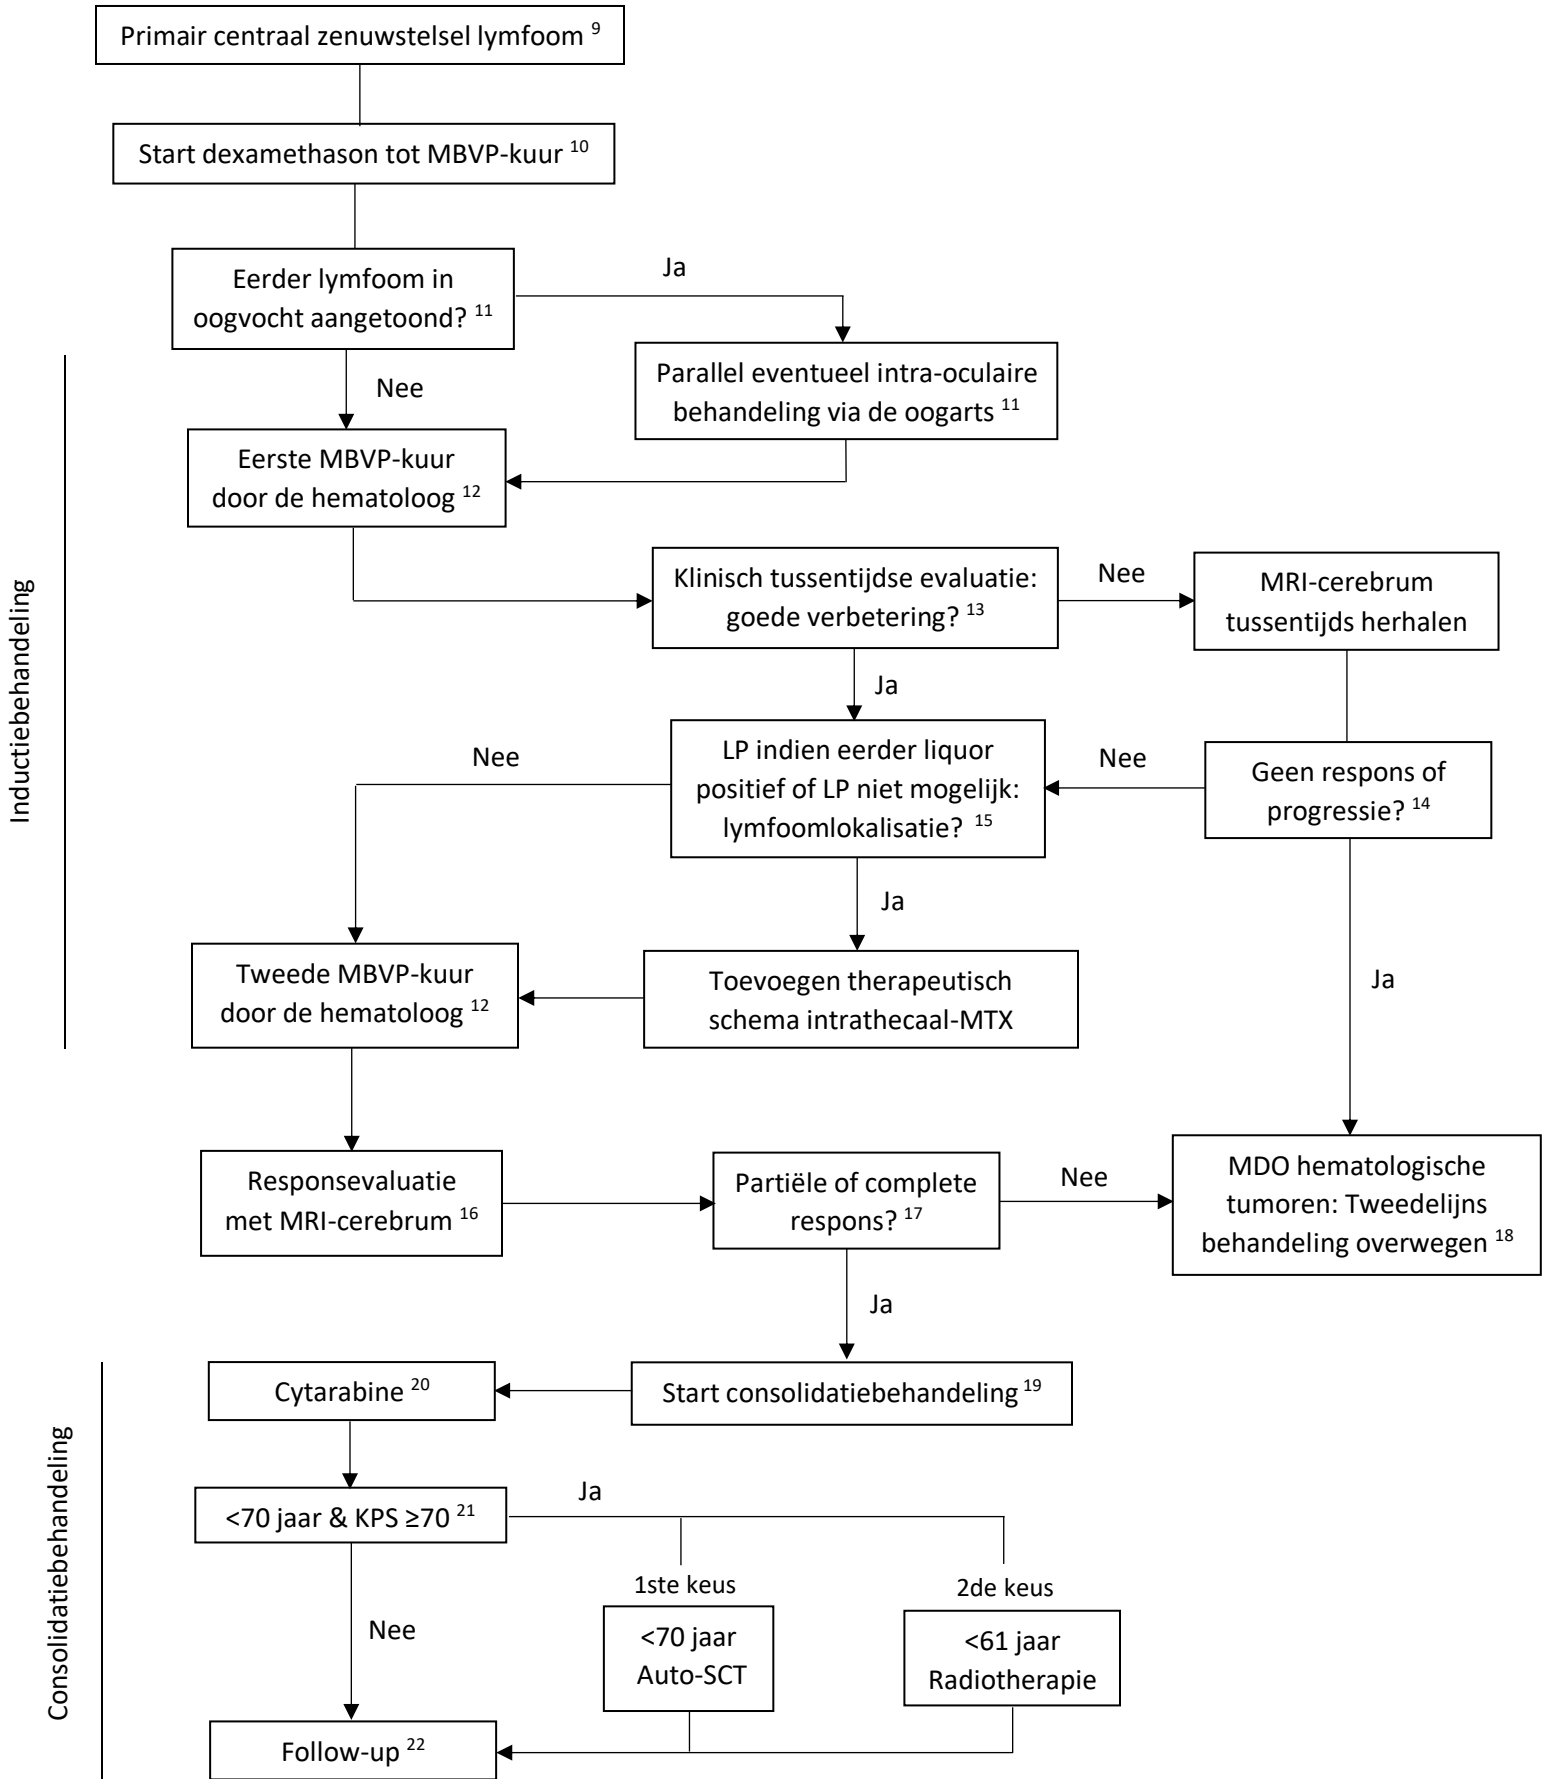 Primair centraal zenuwstelsel lymfoom 9
Start dexamethason tot MBVP-kuur 10
Eerder lymfoom in
oogvocht aangetoond? 11
Ja
Parallel eventueel intra-oculaire
behandeling via de oogarts 11
Nee
Eerste MBVP-kuur
door de hematoloog 12
Inductiebehandeling
Klinisch tussentijdse evaluatie:
goede verbetering? 13
Nee
MRI-cerebrum
tussentijds herhalen
Ja
LP indien eerder liquor
positief of LP niet mogelijk:
lymfoomlokalisatie? 15
Nee
Geen respons of
progressie? 14
Nee
Ja
Ja
Tweede MBVP-kuur
door de hematoloog 12
Toevoegen therapeutisch
schema intrathecaal-MTX
Responsevaluatie
met MRI-cerebrum 16
Partiële of complete
respons? 17
Nee
MDO hematologische
tumoren: Tweedelijns
behandeling overwegen 18
Ja
Start consolidatiebehandeling 19
Cytarabine 20
Consolidatiebehandeling
<70 jaar & KPS ≥70 21
Ja
1ste keus
2de keus
<70 jaar
Auto-SCT
<61 jaar
Radiotherapie
Nee
Follow-up 22